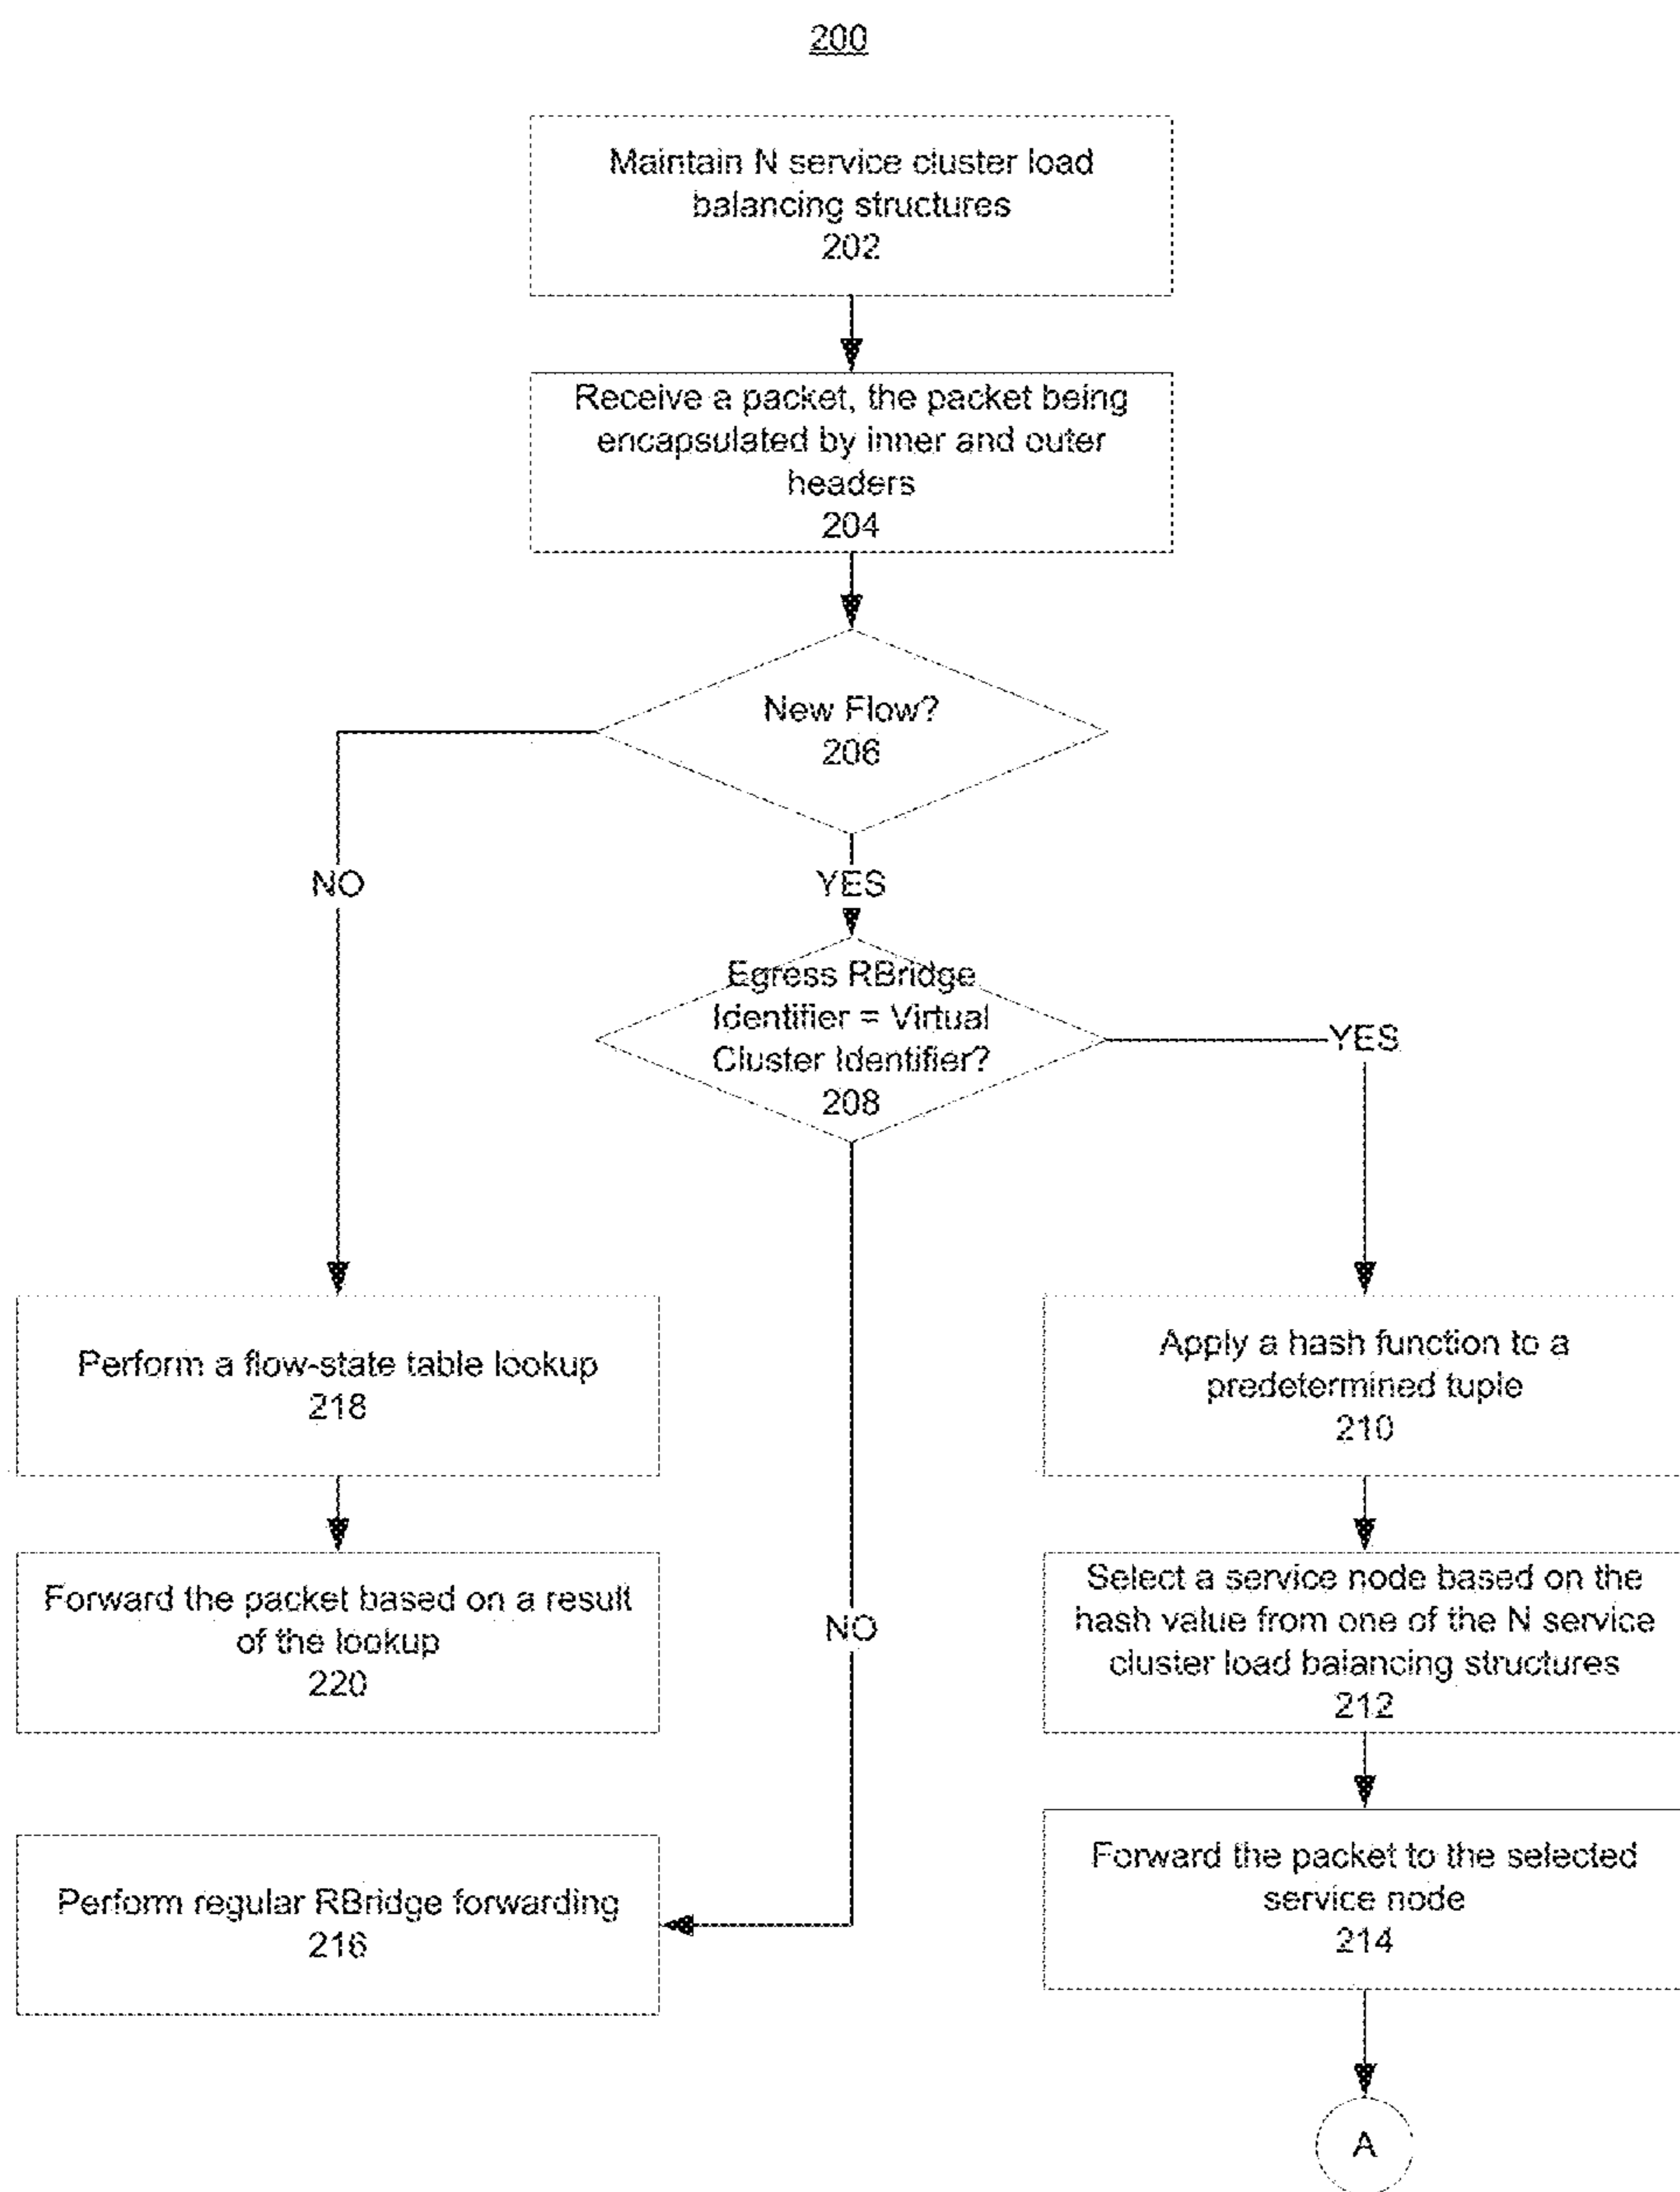 200
Maintain N service cluster load
balancing structures
202
Receive a packet, the packet being
encapsulated by inner and outer
headers
204
New Flow?
206
NO
YES
Egress RBridge
Identifier = Virtual
Cluster Identifier?
208
YES
Perform a flow-state table lookup
218
Apply a hash function to a
predetermined tuple
210
Forward the packet based on a result
of the lookup
220
NO
Select a service node based on the
hash value from one of the N service
cluster load balancing structures
212
Perform regular RBridge forwarding
216
Forward the packet to the selected
service node
214
A